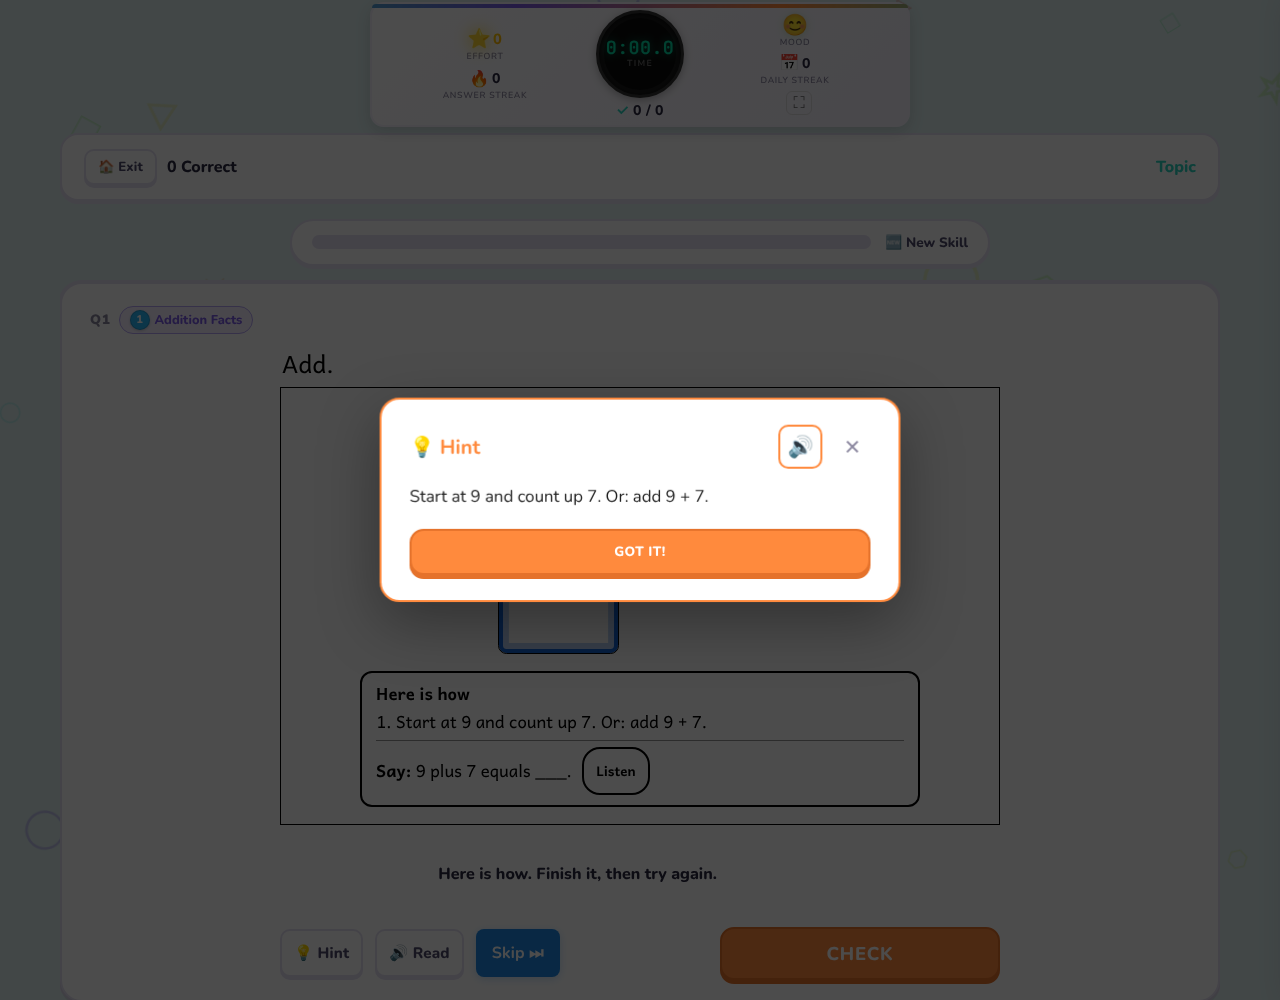 0
EFFORT
0
ANSWER STREAK
0:00.0
TIME
0 / 0
MOOD
0
DAILY STREAK
Exit
0 Correct
Topic
New Skill
Q1
1
Addition Facts
Add.
Hint
Start at 9 and count up 7. Or: add 9 + 7.
GOT IT!
Here is how
1. Start at 9 and count up 7. Or: add 9 + 7.
Say: 9 plus 7 equals ___.
Listen
Here is how. Finish it, then try again.
Hint
Read
Skip
CHECK